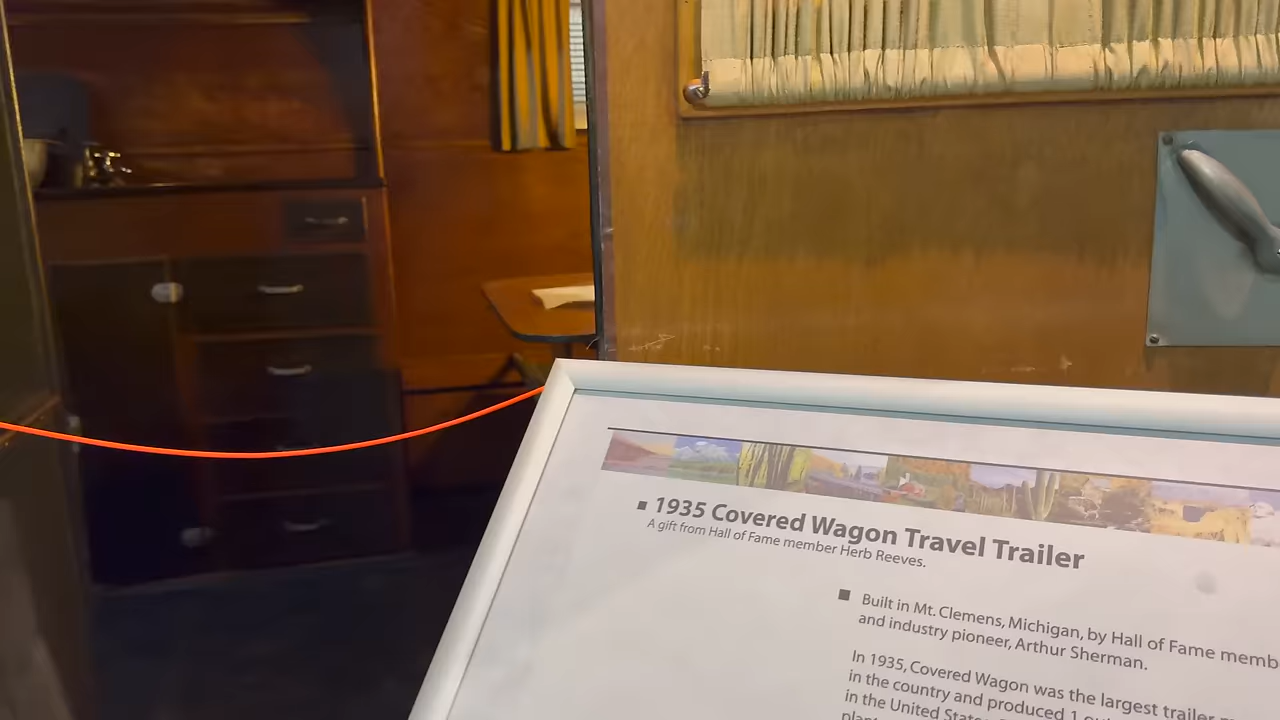 ▪ 1935 Covered Wagon Travel Trailer
A gift from Hall of Fame member Herb Reeves.
■ Built in Mt. Clemens, Michigan, by Hall of Fame memb
and industry pioneer, Arthur Sherman.
In 1935, Covered Wagon was the largest trailer
in the country and produced 1
in the United